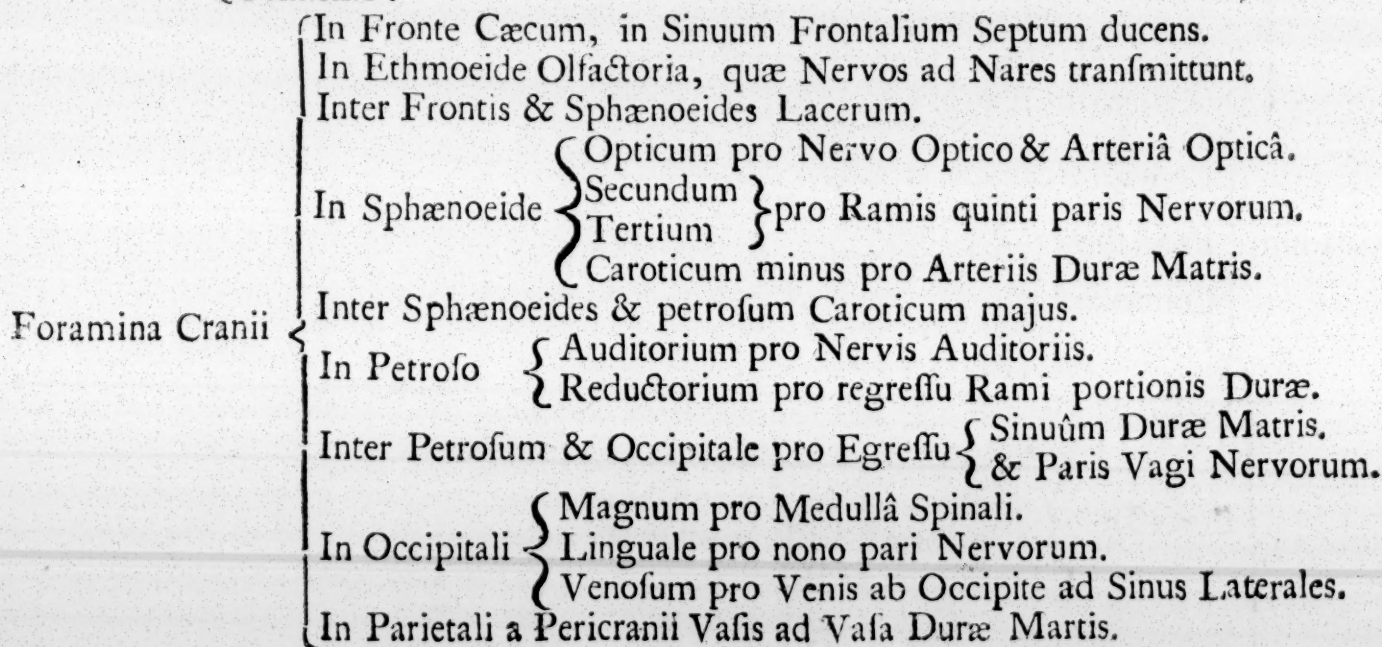 In Fronte Cæcum, in Sinuum Frontalium Septum ducens.
In Ethmoeide Olfactoria, quæ Nervos ad Nares tranſmittunt.
Inter Frontis & Sphænoeides Lacerum.
Opticum pro Nervo Optico & Arteriâ Opticâ.
In Sphænoeide
Secundum
Tertium
pro Ramis quinti paris Nervorum.
Caroticum minus pro Arteriis Duræ Matris.
Foramina Cranii
Inter Sphænoeides & petroſum Caroticum majus.
In Petroſo
Auditorium pro Nervis Auditoriis.
Reductorium pro regreſſu Rami portionis Duræ.
Inter Petroſum & Occipitale pro Egreſſu
Sinuûm Duræ Matris.
& Paris Vagi Nervorum.
In Occipitali
Magnum pro Medullâ Spinali.
Linguale pro nono pari Nervorum.
Venoſum pro Venis ab Occipite ad Sinus Laterales.
In Parietali a Pericranii Vaſis ad Vaſa Duræ Martis.